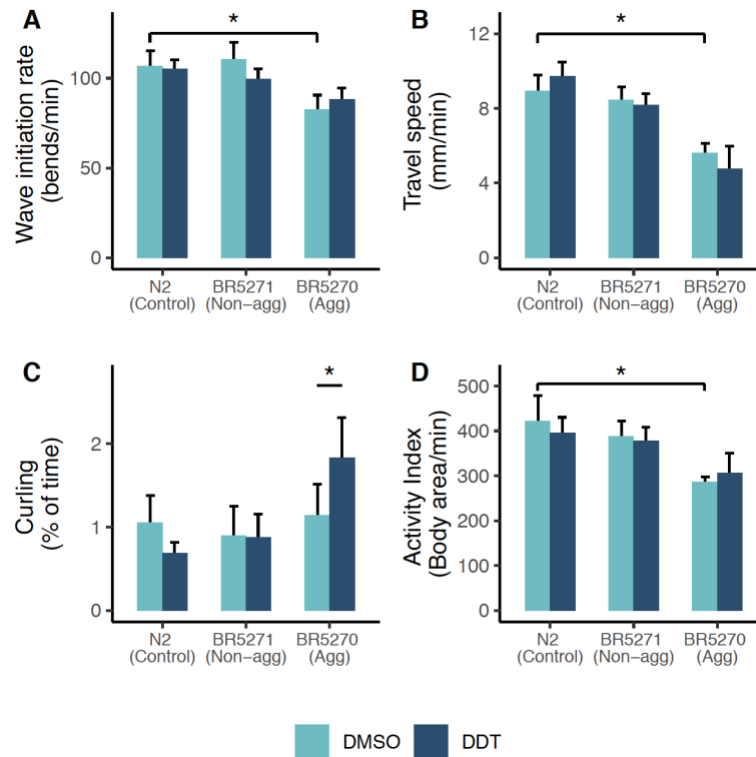 A
Wave initiation rate
(bends/min)
*
100
50
0
N2
(Control)
BR5271
(Non−agg)
BR5270
(Agg)
B
Travel speed
(mm/min)
*
12
8
4
0
N2
(Control)
BR5271
(Non−agg)
BR5270
(Agg)
C
Curling
(% of time)
*
2
1
0
N2
(Control)
BR5271
(Non−agg)
BR5270
(Agg)
D
Activity Index
(Body area/min)
*
500
400
300
200
100
0
N2
(Control)
BR5271
(Non−agg)
BR5270
(Agg)
DMSO
DDT